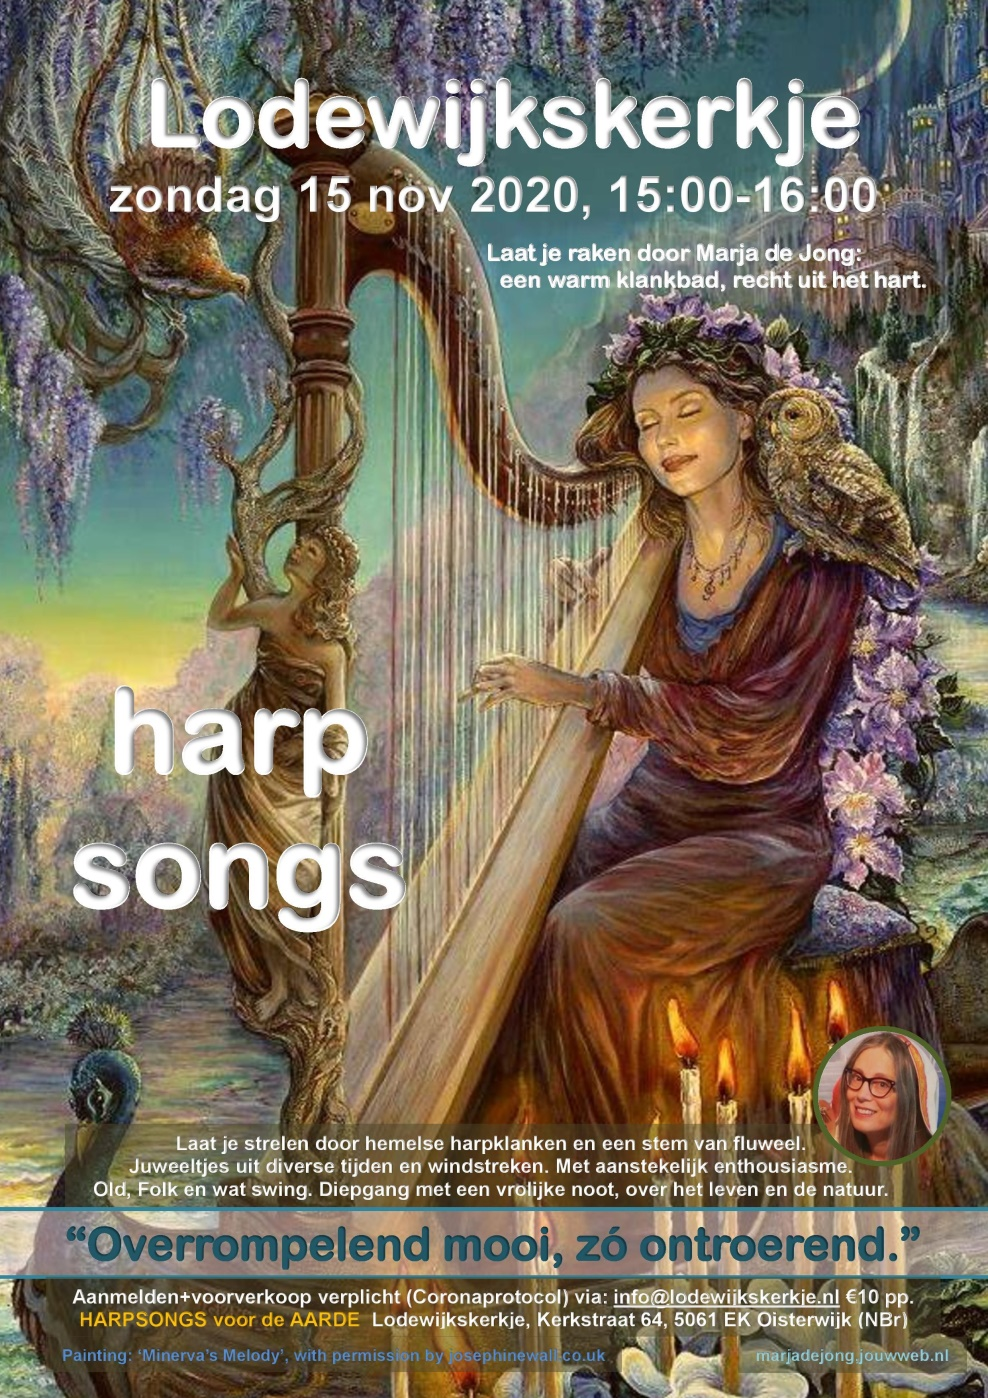 Lodewijkskerkje
zondag 15 nov 2020, 15:00-16:00
Laat je raken door Marja de Jong:
een warm klankbad, recht uit het hart.
harp
songs
Laat je strelen door hemelse harpklanken en een stem van fluweel.
Juweeltjes uit diverse tijden en windstreken. Met aanstekelijk enthousiasme.
Old, Folk en wat swing. Diepgang met een vrolijke noot, over het leven en de natuur.
“Overrompelend mooi, zó ontroerend.”
Aanmelden+voorverkoop verplicht (Coronaprotocol) via: info@lodewijkskerkje.nl €10 pp.
HARPSONGS voor de AARDE Lodewijkskerkje, Kerkstraat 64, 5061 EK Oisterwijk (NBr)
Painting: ‘Minerva’s Melody’, with permission by josephinewall.co.uk
marjadejong.jouwweb.nl